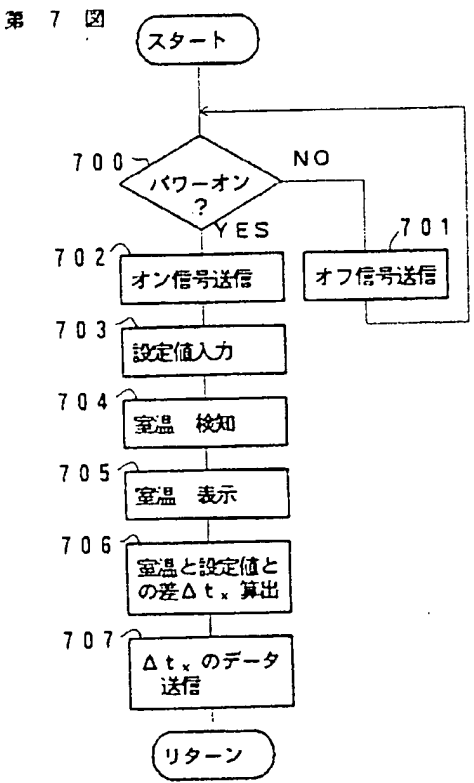 第 7 図
スタート
700
パワーオン
?
NO
YES
701
オフ信号送信
702
オン信号送信
703
設定値入力
704
室温 検知
705
室温 表示
706
室温と設定値と
の差Δtx 算出
707
Δtxのデータ
送信
リターン